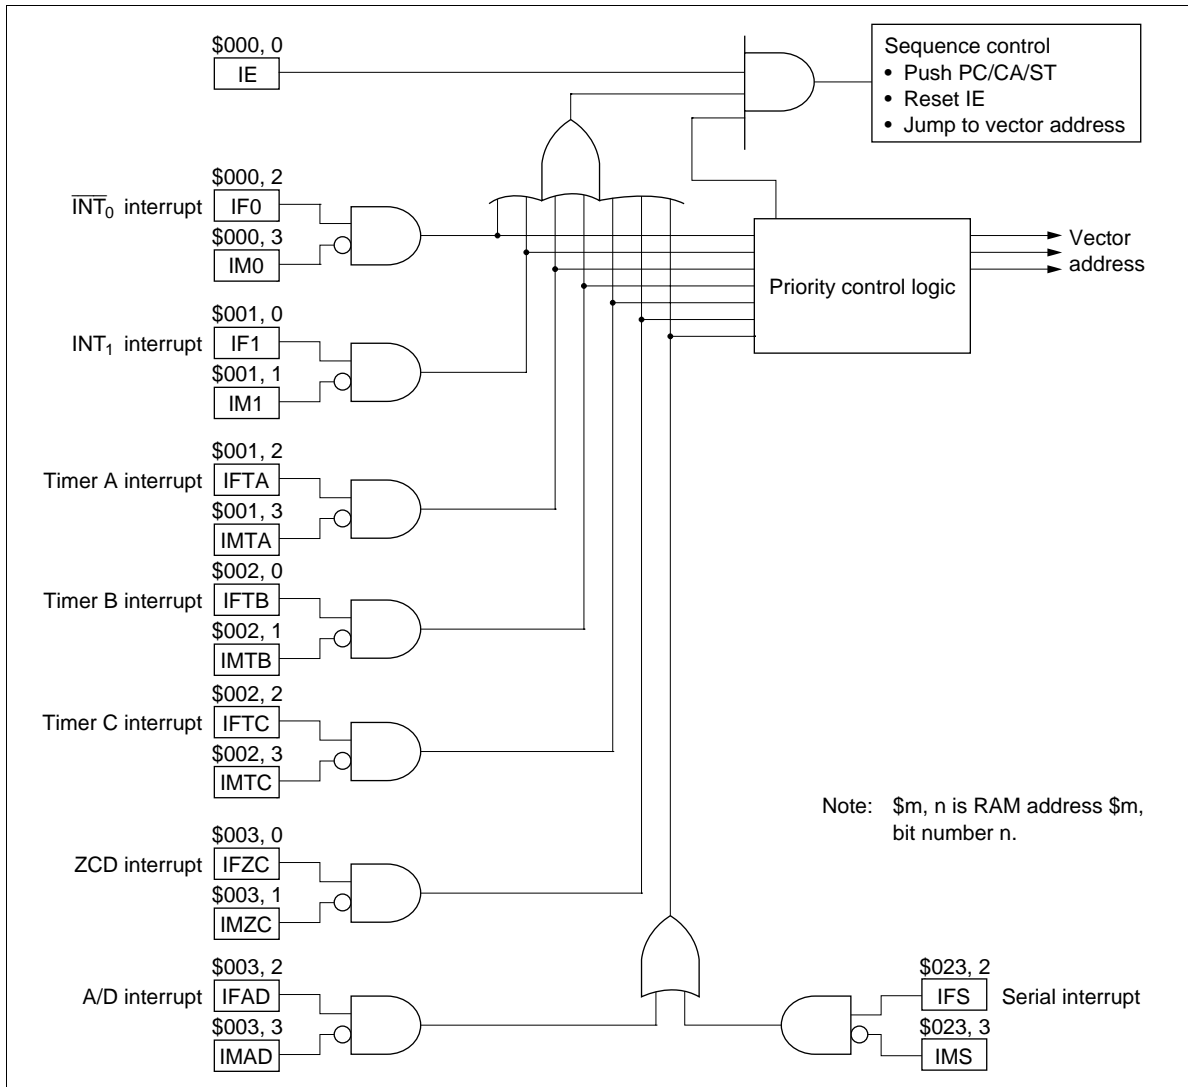 $000, 0
IE
Sequence control
• Push PC/CA/ST
• Reset IE
• Jump to vector address
$000, 2
INT0 interrupt
IF0
$000, 3
IM0
Vector
address
Priority control logic
$001, 0
INT1 interrupt
IF1
$001, 1
IM1
$001, 2
Timer A interrupt
IFTA
$001, 3
IMTA
$002, 0
Timer B interrupt
IFTB
$002, 1
IMTB
$002, 2
Timer C interrupt
IFTC
$002, 3
IMTC
Note: $m, n is RAM address $m,
bit number n.
$003, 0
ZCD interrupt
IFZC
$003, 1
IMZC
$003, 2
A/D interrupt
IFAD
$003, 3
IMAD
$023, 2
IFS
Serial interrupt
$023, 3
IMS